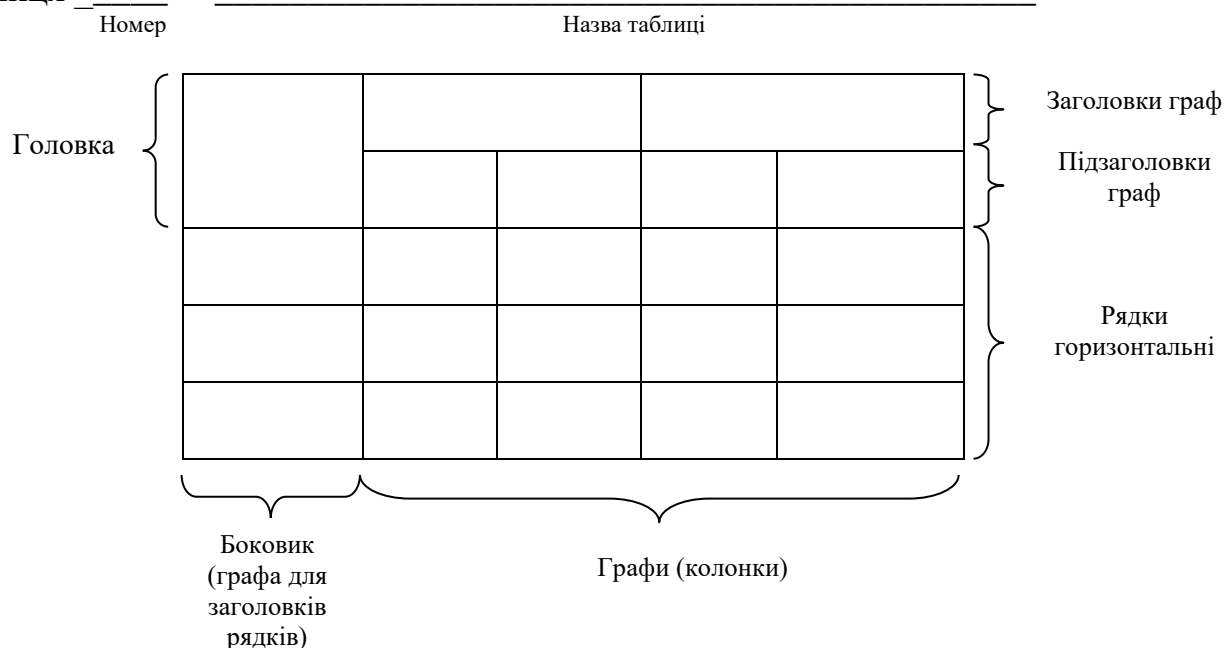 Номер
Назва таблиці
Заголовки граф
Головка
Підзаголовки
граф
Рядки
горизонтальні
Боковик
(графа для
заголовків
рядків)
Графи (колонки)